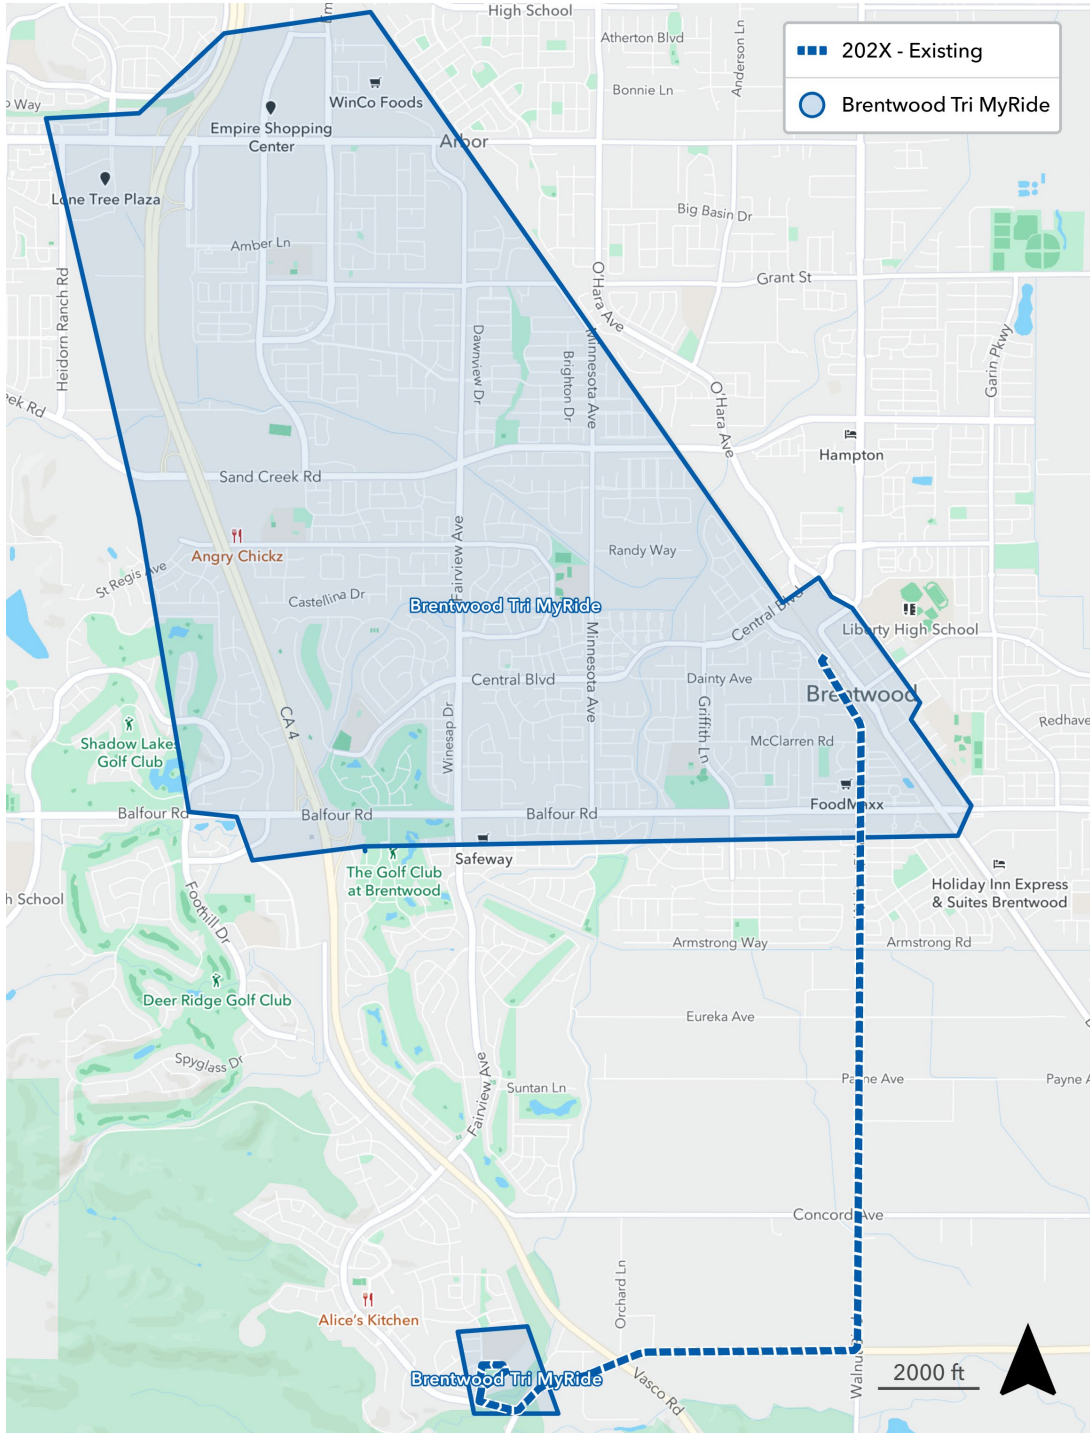 High School
Atherton Blvd
Anderson Ln
202X - Existing
Brentwood Tri MyRide
Bonnie Ln
WinCo Foods
Way
Empire Shopping
Center
Arbor
Lone Tree Plaza
Big Basin Dr
Amber Ln
Grant St
O'Hara Ave
Heidorn Ranch Rd
Dawnview Dr
Brighton Dr
Minnesota Ave
Garin Pkwy
O'Hara Ave
eek Rd
Hampton
Sand Creek Rd
Angry Chickz
Fairview Ave
Randy Way
St Regis Ave
Castellina Dr
Brentwood Tri MyRide
Central Blvd
Liberty High School
Minnesota Ave
Central Blvd
Dainty Ave
Brentwood
Griffith Ln
CA 4
Winesap Dr
Redhave
Shadow Lakes
Golf Club
McClarren Rd
FoodMaxx
Balfour Rd
Balfour Rd
Balfour Rd
Safeway
The Golf Club
at Brentwood
Holiday Inn Express
& Suites Brentwood
h School
Foothill Dr
Armstrong Way
Armstrong Rd
Deer Ridge Golf Club
Eureka Ave
Spyglass Dr
Fairview Ave
Suntan Ln
Payne Ave
Payne A
Concord Ave
Orchard Ln
Alice's Kitchen
Brentwood Tri MyRide
Vasco Rd
2000 ft